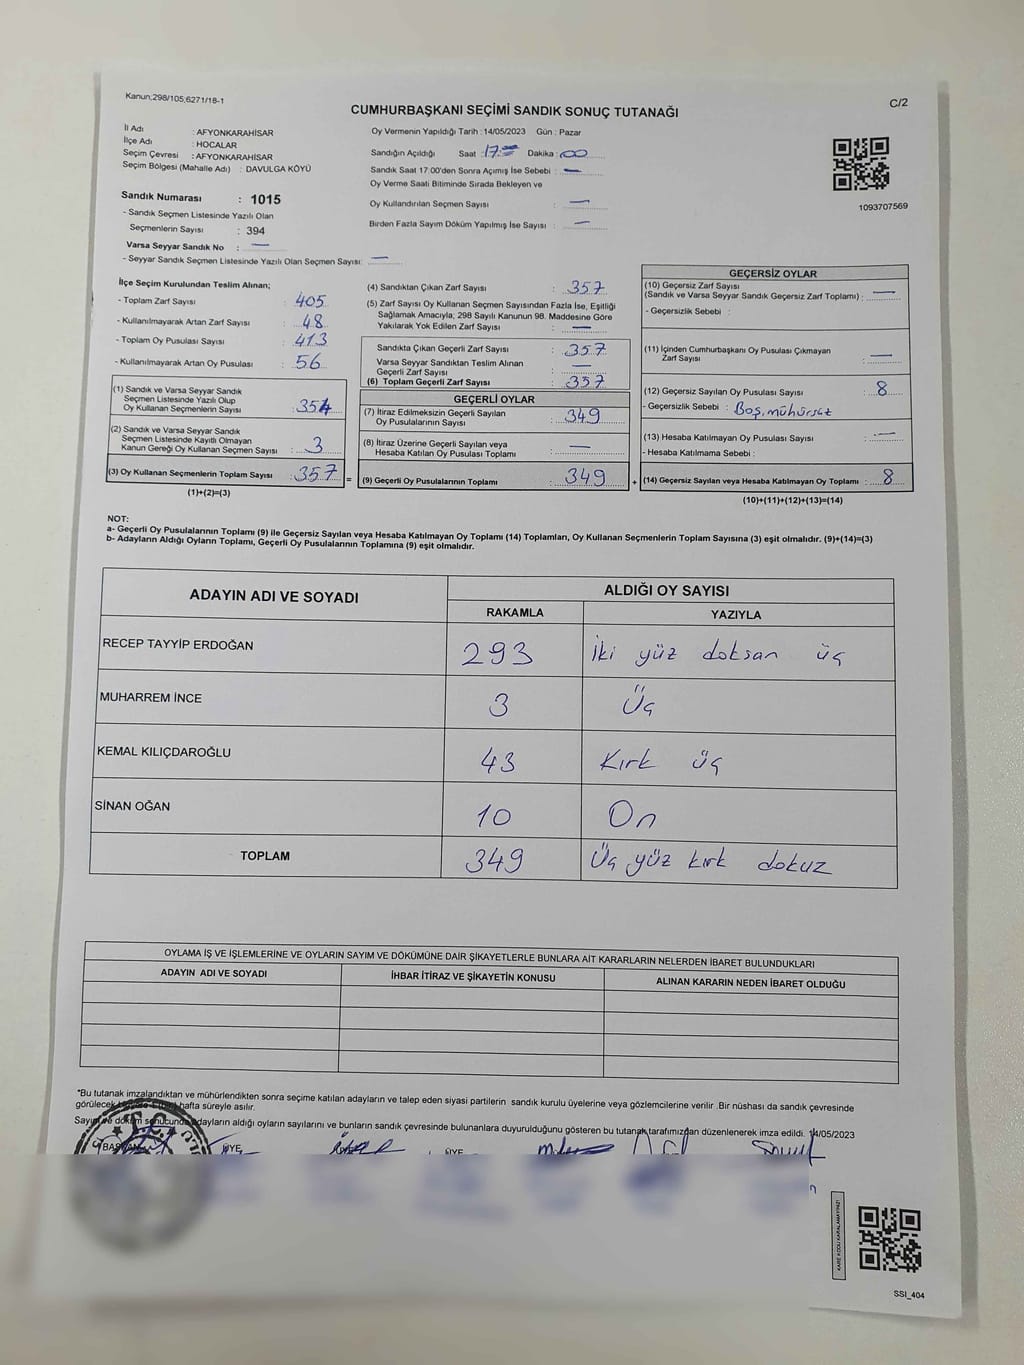 Kanun;298/105;6271/18-1
C/2
CUMHURBAŞKANI SEÇİMİ SANDIK SONUÇ TUTANAĞI
İl Adı : AFYONKARAHİSAR
İlçe Adı : HOCALAR
Seçim Çevresi : AFYONKARAHİSAR
Seçim Bölgesi (Mahalle Adı) : DAVULGA KÖYÜ
Oy Vermenin Yapıldığı Tarih : 14/05/2023 Gün : Pazar
Sandığın Açıldığı Saat : 17 Dakika : 00
Sandık Saat 17:00'den Sonra Açımış İse Sebebi : —
Oy Verme Saati Bitiminde Sırada Bekleyen ve
Oy Kullandırılan Seçmen Sayısı : —
Birden Fazla Sayım Döküm Yapılmış İse Sayısı : —
1093707569
Sandık Numarası : 1015
- Sandık Seçmen Listesinde Yazılı Olan
Seçmenlerin Sayısı : 394
Varsa Seyyar Sandık No : —
- Seyyar Sandık Seçmen Listesinde Yazılı Olan Seçmen Sayısı: —
İlçe Seçim Kurulundan Teslim Alınan;
- Toplam Zarf Sayısı : 405
- Kullanılmayarak Artan Zarf Sayısı : 48
- Toplam Oy Pusulası Sayısı : 413
- Kullanılmayarak Artan Oy Pusulası : 56
(1) Sandık ve Varsa Seyyar Sandık
Seçmen Listesinde Yazılı Olup
Oy Kullanan Seçmenlerin Sayısı : 354
(2) Sandık ve Varsa Seyyar Sandık
Seçmen Listesinde Kayıtlı Olmayan
Kanun Gereği Oy Kullanan Seçmen Sayısı : 3
(3) Oy Kullanan Seçmenlerin Toplam Sayısı : 357
(1)+(2)=(3)
(4) Sandıktan Çıkan Zarf Sayısı : 357
(5) Zarf Sayısı Oy Kullanan Seçmen Sayısından Fazla İse, Eşitliği
Sağlamak Amacıyla; 298 Sayılı Kanunun 98. Maddesine Göre
Yakılarak Yok Edilen Zarf Sayısı : —
Sandıkta Çıkan Geçerli Zarf Sayısı : 357
Varsa Seyyar Sandıktan Teslim Alınan
Geçerli Zarf Sayısı : —
(6) Toplam Geçerli Zarf Sayısı : 357
GEÇERLİ OYLAR
(7) İtiraz Edilmeksizin Geçerli Sayılan
Oy Pusulalarının Sayısı : 349
(8) İtiraz Üzerine Geçerli Sayılan veya
Hesaba Katılan Oy Pusulası Toplamı : —
= (9) Geçerli Oy Pusulalarının Toplamı : 349
GEÇERSİZ OYLAR
(10) Geçersiz Zarf Sayısı
(Sandık ve Varsa Seyyar Sandık Geçersiz Zarf Toplamı) : —
- Geçersizlik Sebebi :
(11) İçinden Cumhurbaşkanı Oy Pusulası Çıkmayan
Zarf Sayısı : —
(12) Geçersiz Sayılan Oy Pusulası Sayısı : 8
- Geçersizlik Sebebi : Boş, mühürsüz
(13) Hesaba Katılmayan Oy Pusulası Sayısı : —
- Hesaba Katılmama Sebebi :
+ (14) Geçersiz Sayılan veya Hesaba Katılmayan Oy Toplamı : 8
(10)+(11)+(12)+(13)=(14)
NOT:
a- Geçerli Oy Pusulalarının Toplamı (9) ile Geçersiz Sayılan veya Hesaba Katılmayan Oy Toplamı (14) Toplamları, Oy Kullanan Seçmenlerin Toplam Sayısına (3) eşit olmalıdır. (9)+(14)=(3)
b- Adayların Aldığı Oyların Toplamı, Geçerli Oy Pusulalarının Toplamına (9) eşit olmalıdır.
ADAYIN ADI VE SOYADI ALDIĞI OY SAYISI
RAKAMLA YAZIYLA
RECEP TAYYİP ERDOĞAN 293 İki yüz doksan üç
MUHARREM İNCE 3 Üç
KEMAL KILIÇDAROĞLU 43 Kırk üç
SİNAN OĞAN 10 On
TOPLAM 349 Üç yüz kırk dokuz
OYLAMA İŞ VE İŞLEMLERİNE VE OYLARIN SAYIM VE DÖKÜMÜNE DAİR ŞİKAYETLERLE BUNLARA AİT KARARLARIN NELERDEN İBARET BULUNDUKLARI
ADAYIN ADI VE SOYADI İHBAR İTİRAZ VE ŞİKAYETİN KONUSU ALINAN KARARIN NEDEN İBARET OLDUĞU
*Bu tutanak imzalandıktan ve mühürlendikten sonra seçime katılan adayların ve talep eden siyasi partilerin sandık kurulu üyelerine veya gözlemcilerine verilir .Bir nüshası da sandık çevresinde
görülecek hafta süreyle asılır.
Sayım ve döküm sonucunda adayların aldığı oyların sayılarını ve bunların sandık çevresinde bulunanlara duyurulduğunu gösteren bu tutanak tarafımızdan düzenlenerek imza edildi. 14/05/2023
T.C.
BAŞKAN ÜYE ÜYE
SSI_404